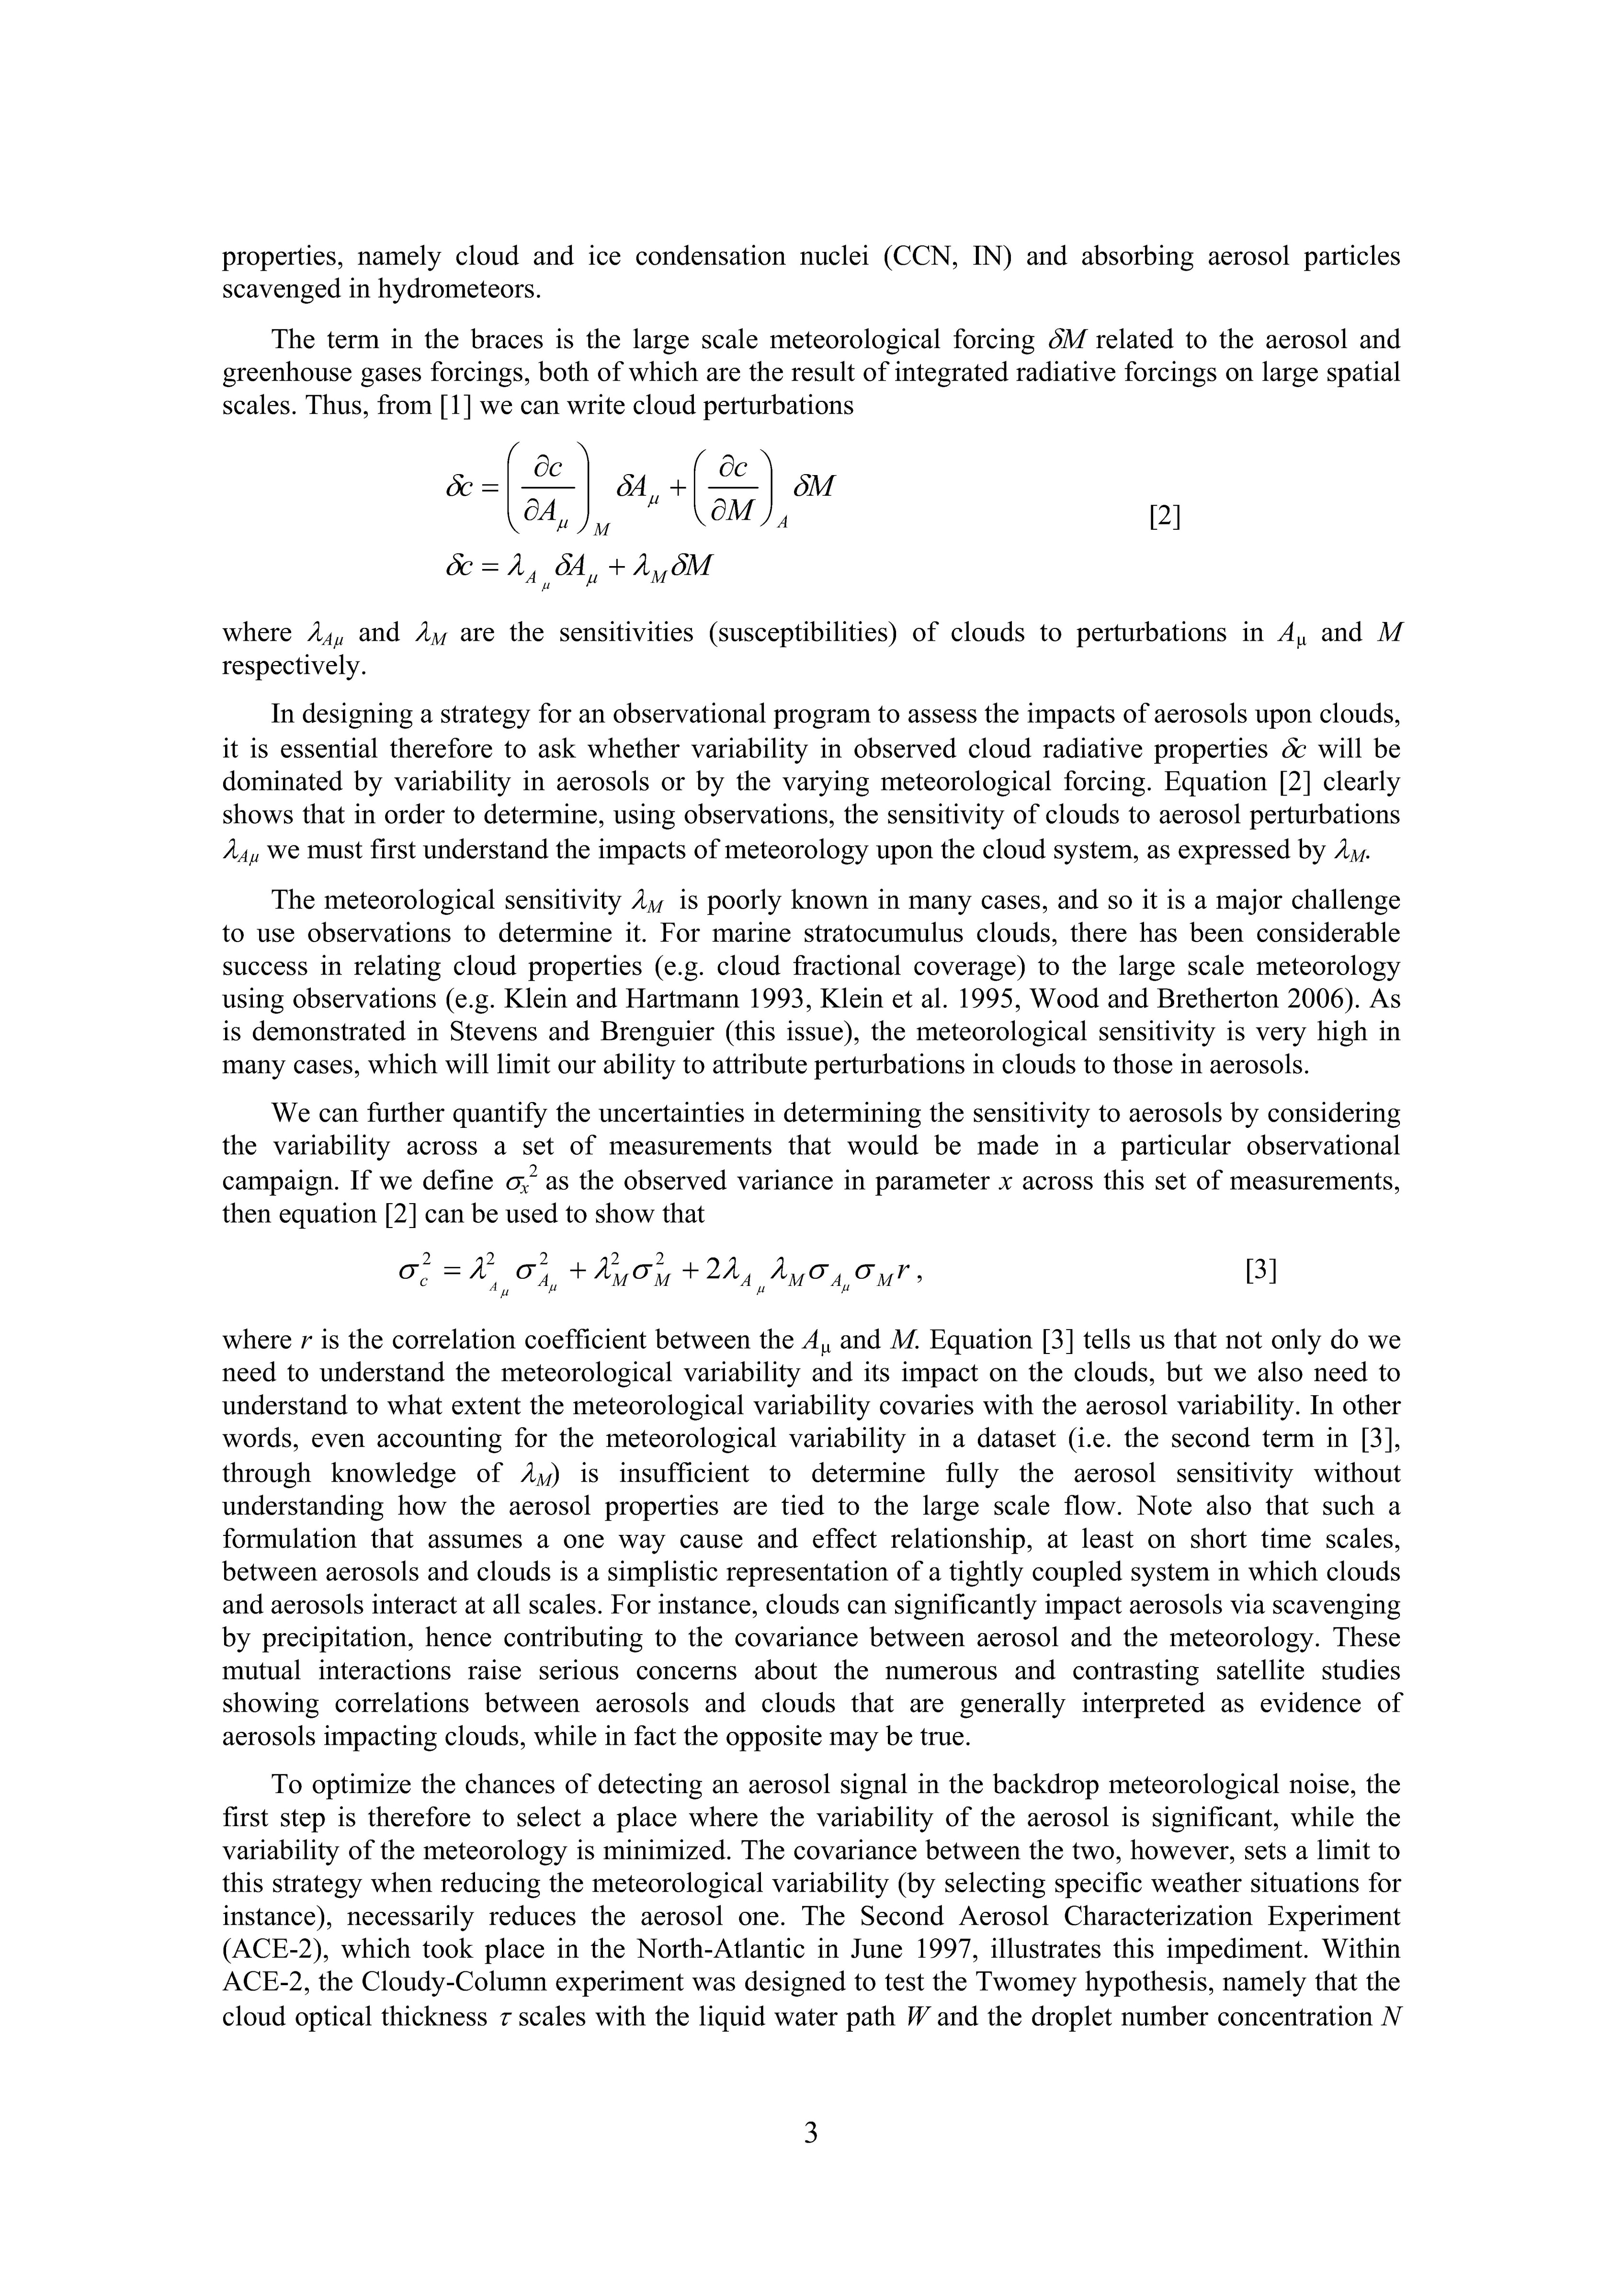 properties, namely cloud and ice condensation nuclei (CCN, IN) and absorbing aerosol particles
scavenged in hydrometeors.
The term in the braces is the large scale meteorological forcing δM related to the aerosol and
greenhouse gases forcings, both of which are the result of integrated radiative forcings on large spatial
scales. Thus, from [1] we can write cloud perturbations
δc = (∂c/∂A_μ)_M δA_μ + (∂c/∂M)_A δM
[2]
δc = λ_{A_μ} δA_μ + λ_M δM
where λ_{Aμ} and λ_M are the sensitivities (susceptibilities) of clouds to perturbations in A_μ and M
respectively.
In designing a strategy for an observational program to assess the impacts of aerosols upon clouds,
it is essential therefore to ask whether variability in observed cloud radiative properties δc will be
dominated by variability in aerosols or by the varying meteorological forcing. Equation [2] clearly
shows that in order to determine, using observations, the sensitivity of clouds to aerosol perturbations
λ_{Aμ} we must first understand the impacts of meteorology upon the cloud system, as expressed by λ_M.
The meteorological sensitivity λ_M is poorly known in many cases, and so it is a major challenge
to use observations to determine it. For marine stratocumulus clouds, there has been considerable
success in relating cloud properties (e.g. cloud fractional coverage) to the large scale meteorology
using observations (e.g. Klein and Hartmann 1993, Klein et al. 1995, Wood and Bretherton 2006). As
is demonstrated in Stevens and Brenguier (this issue), the meteorological sensitivity is very high in
many cases, which will limit our ability to attribute perturbations in clouds to those in aerosols.
We can further quantify the uncertainties in determining the sensitivity to aerosols by considering
the variability across a set of measurements that would be made in a particular observational
campaign. If we define σ_x² as the observed variance in parameter x across this set of measurements,
then equation [2] can be used to show that
σ_c² = λ²_{A_μ} σ²_{A_μ} + λ²_M σ²_M + 2λ_{A_μ} λ_M σ_{A_μ} σ_M r , [3]
where r is the correlation coefficient between the A_μ and M. Equation [3] tells us that not only do we
need to understand the meteorological variability and its impact on the clouds, but we also need to
understand to what extent the meteorological variability covaries with the aerosol variability. In other
words, even accounting for the meteorological variability in a dataset (i.e. the second term in [3],
through knowledge of λ_M) is insufficient to determine fully the aerosol sensitivity without
understanding how the aerosol properties are tied to the large scale flow. Note also that such a
formulation that assumes a one way cause and effect relationship, at least on short time scales,
between aerosols and clouds is a simplistic representation of a tightly coupled system in which clouds
and aerosols interact at all scales. For instance, clouds can significantly impact aerosols via scavenging
by precipitation, hence contributing to the covariance between aerosol and the meteorology. These
mutual interactions raise serious concerns about the numerous and contrasting satellite studies
showing correlations between aerosols and clouds that are generally interpreted as evidence of
aerosols impacting clouds, while in fact the opposite may be true.
To optimize the chances of detecting an aerosol signal in the backdrop meteorological noise, the
first step is therefore to select a place where the variability of the aerosol is significant, while the
variability of the meteorology is minimized. The covariance between the two, however, sets a limit to
this strategy when reducing the meteorological variability (by selecting specific weather situations for
instance), necessarily reduces the aerosol one. The Second Aerosol Characterization Experiment
(ACE-2), which took place in the North-Atlantic in June 1997, illustrates this impediment. Within
ACE-2, the Cloudy-Column experiment was designed to test the Twomey hypothesis, namely that the
cloud optical thickness τ scales with the liquid water path W and the droplet number concentration N
3